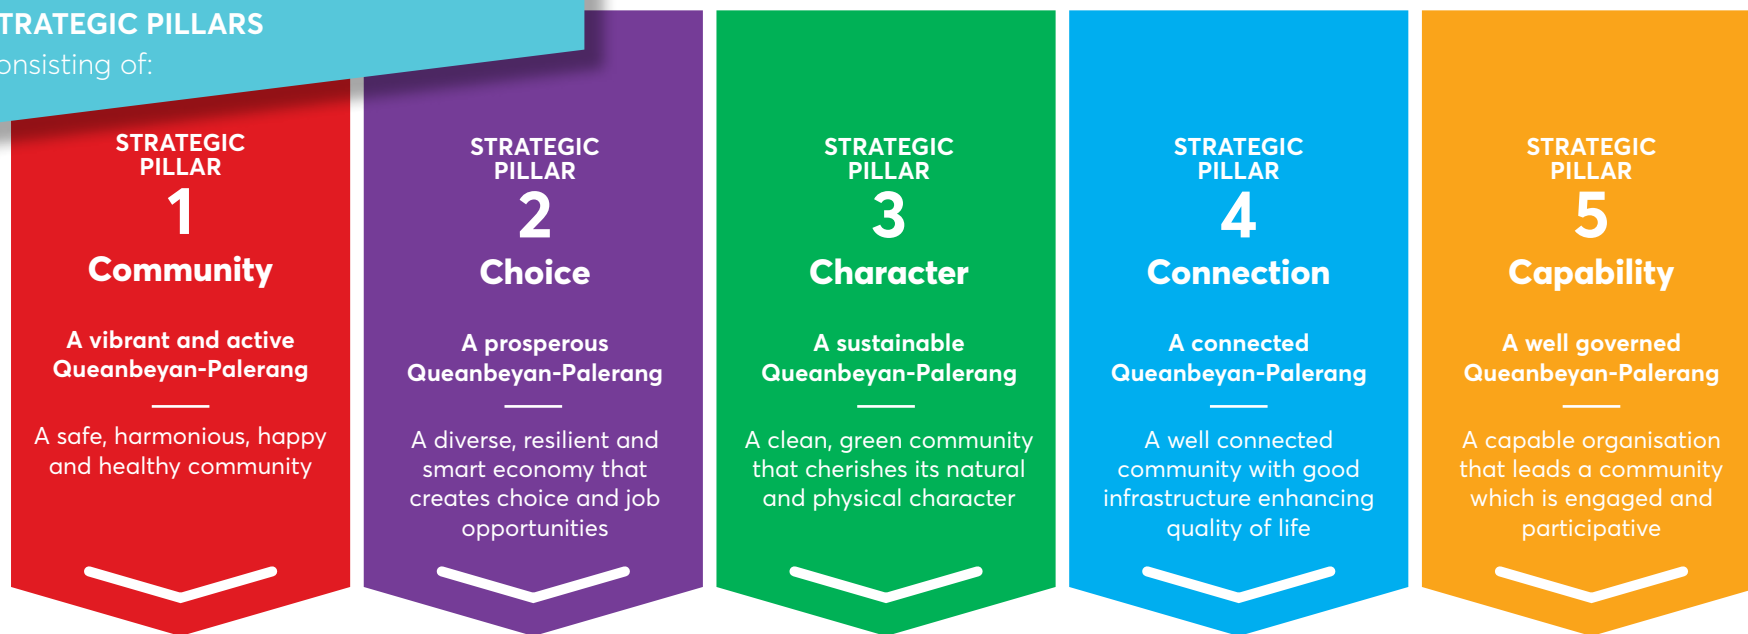 TRATEGIC PILLARS
onsisting of:
STRATEGIC
PILLAR
1
Community
A vibrant and active
Queanbeyan-Palerang
A safe, harmonious, happy
and healthy community
STRATEGIC
PILLAR
2
Choice
A prosperous
Queanbeyan-Palerang
A diverse, resilient and
smart economy that
creates choice and job
opportunities
STRATEGIC
PILLAR
3
Character
A sustainable
Queanbeyan-Palerang
A clean, green community
that cherishes its natural
and physical character
STRATEGIC
PILLAR
4
Connection
A connected
Queanbeyan-Palerang
A well connected
community with good
infrastructure enhancing
quality of life
STRATEGIC
PILLAR
5
Capability
A well governed
Queanbeyan-Palerang
A capable organisation
that leads a community
which is engaged and
participative